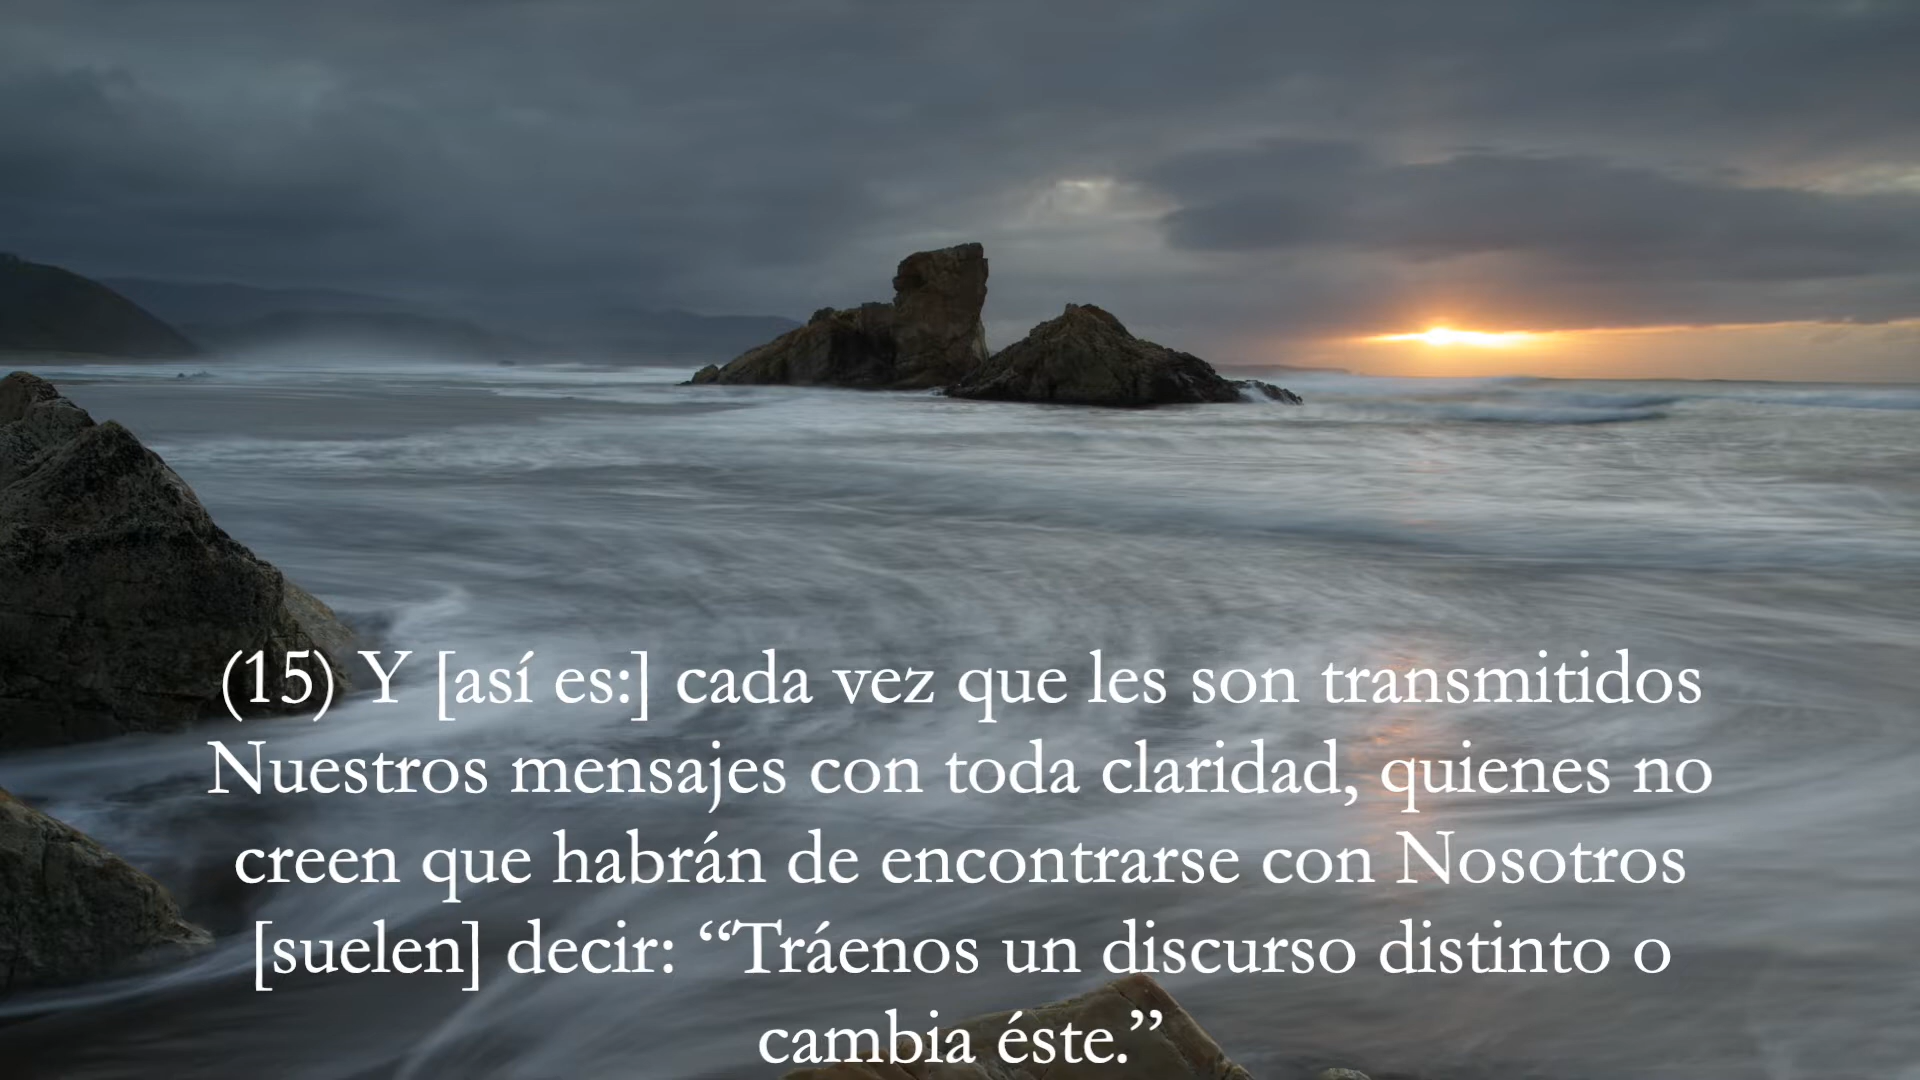 (15) Y [así es:] cada vez que les son transmitidos
Nuestros mensajes con toda claridad, quienes no
creen que habrán de encontrarse con Nosotros
[suelen] decir: “Tráenos un discurso distinto o
cambia éste.”